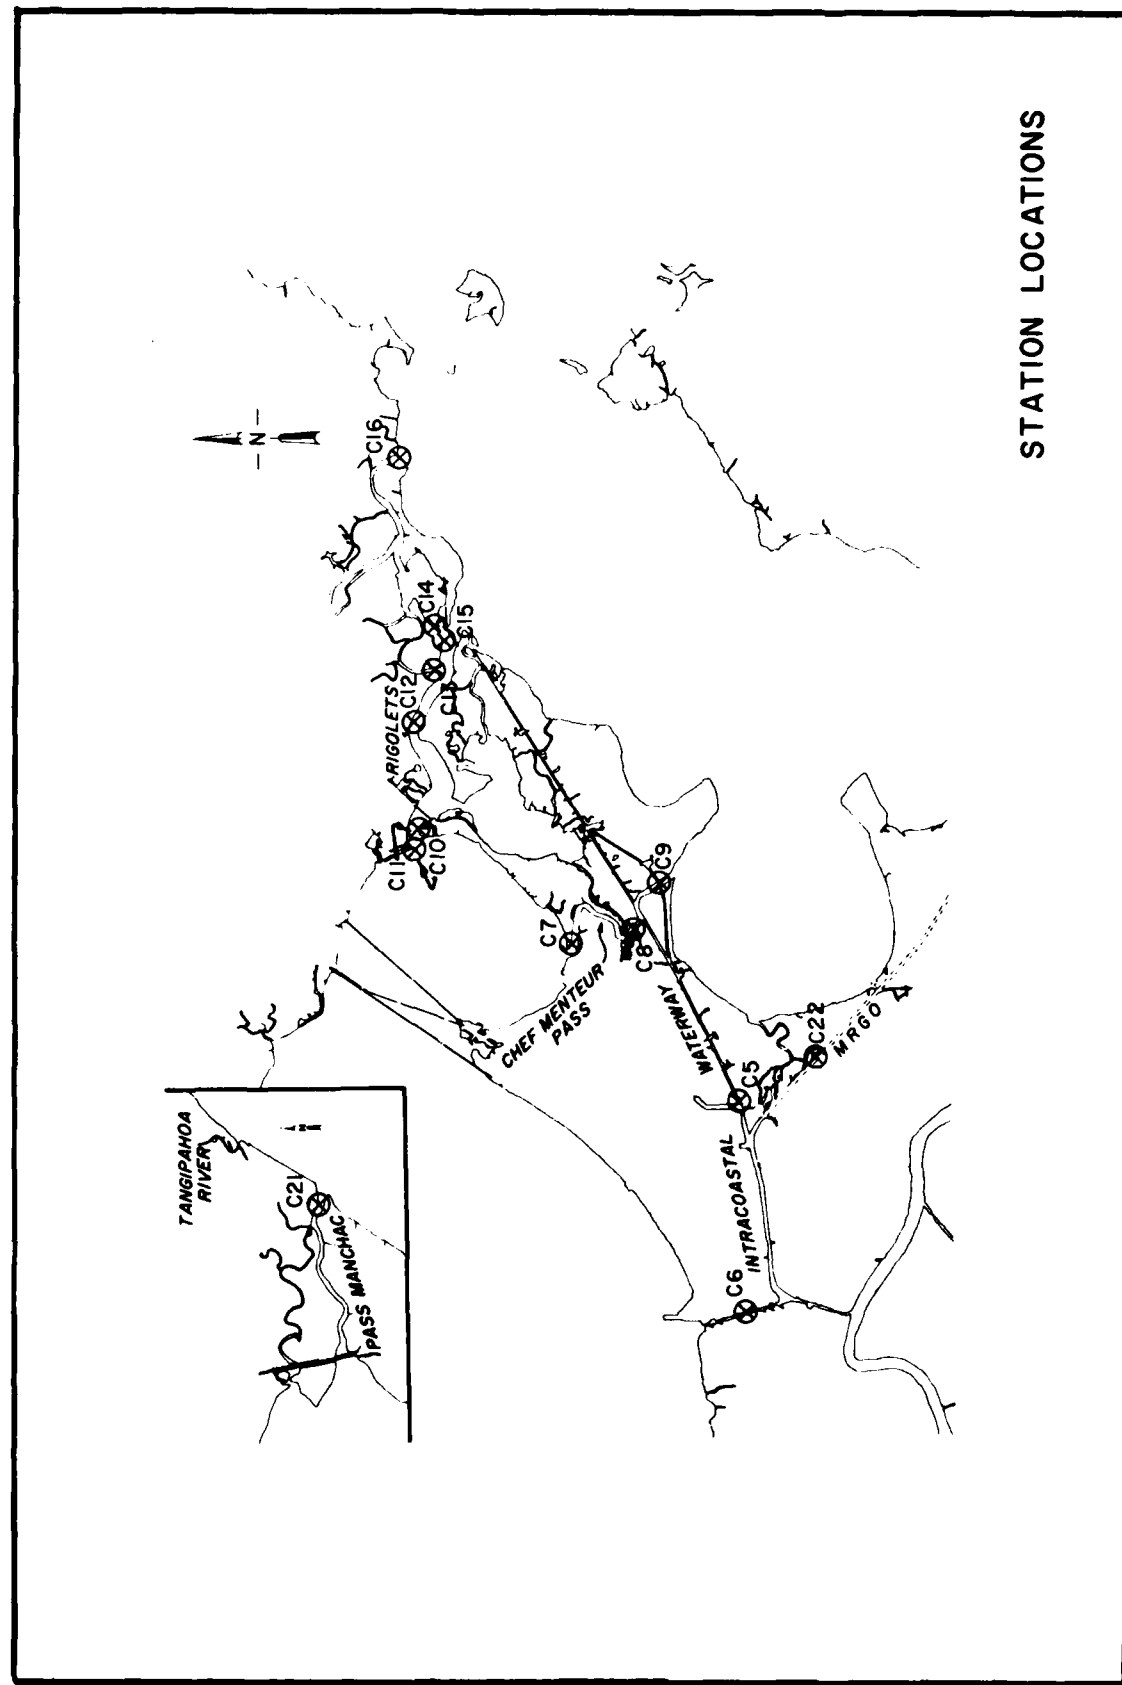 STATION LOCATIONS
-N-
C16
C14
C15
C12
C13
RIGOLETS
C11
C10
C9
C7
C8
CHEF MENTEUR
PASS
WATERWAY
C22
MRGO
C5
INTRACOASTAL
C6
TANGIPAHOA
RIVER
N
C21
PASS MANCHAC